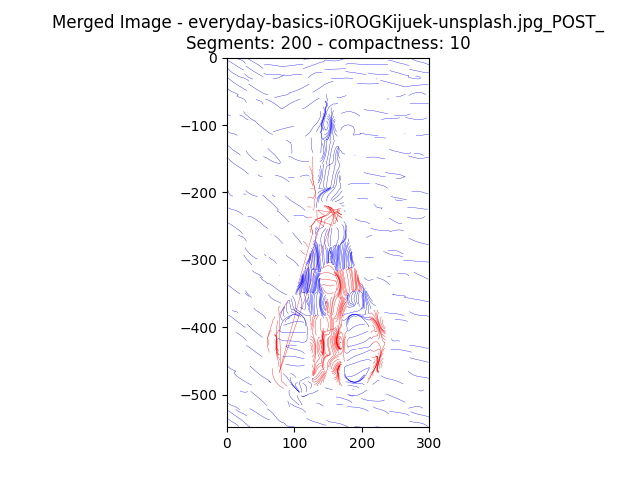 Merged Image - everyday-basics-i0ROGKijuek-unsplash.jpg_POST_
Segments: 200 - compactness: 10
0
−100
−200
−300
−400
−500
0 100 200 300